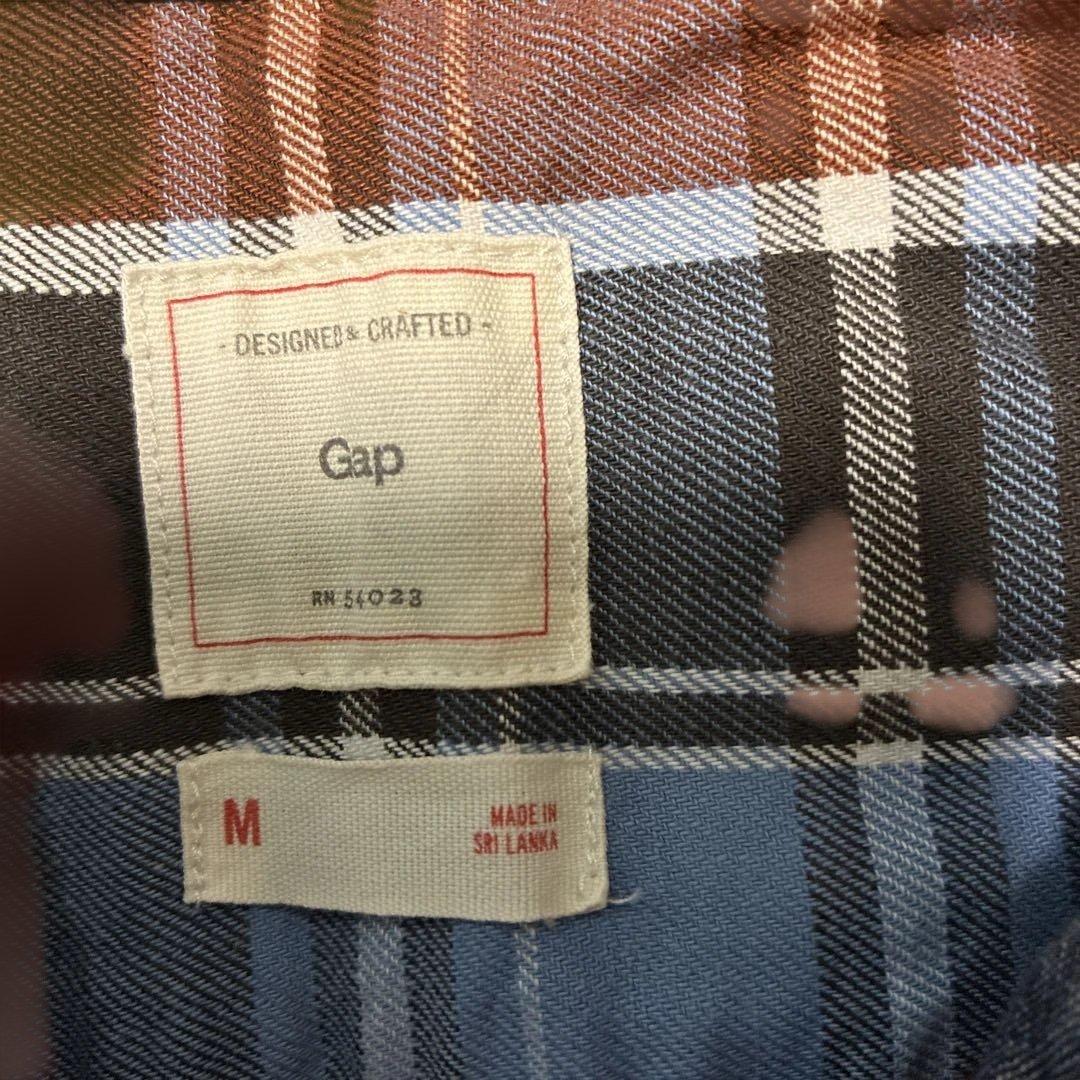 - DESIGNED & CRAFTED -
Gap
RN 54023
M
MADE IN
SRI LANKA